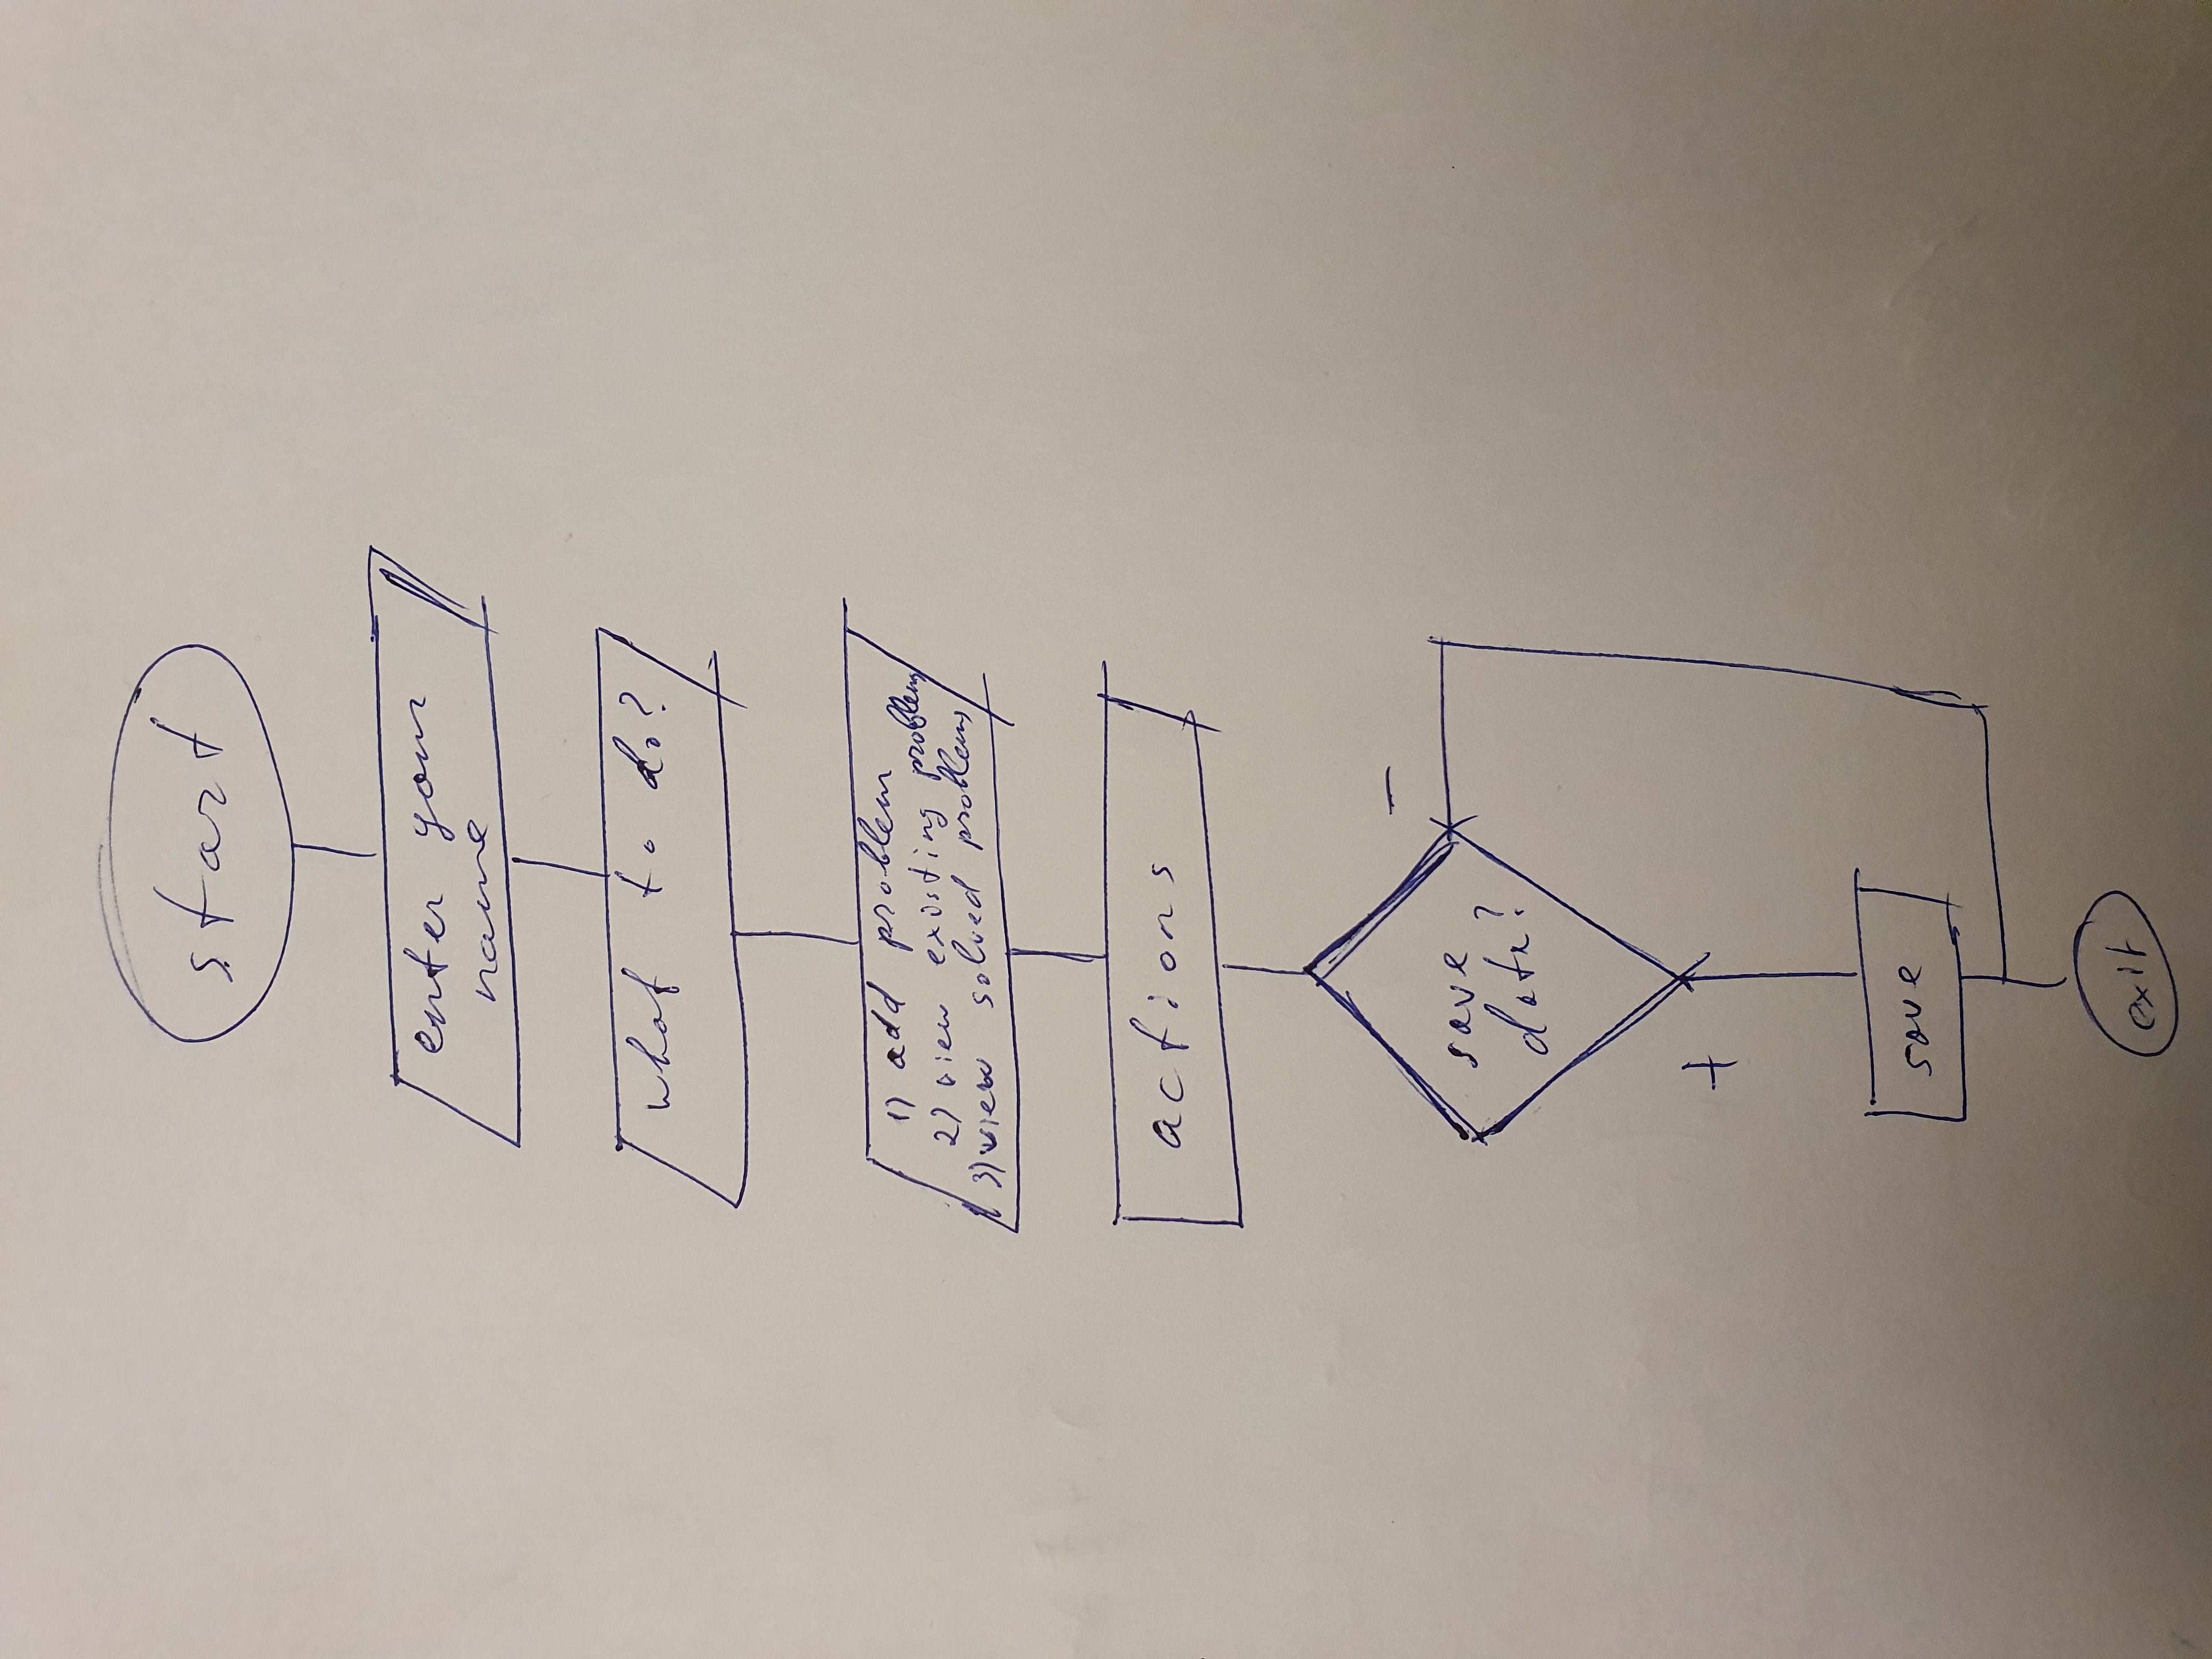 start
enter your
name
what to do?
1) add problem
2) view existing problems
3) view solved problems
actions
-
save
data?
+
save
exit